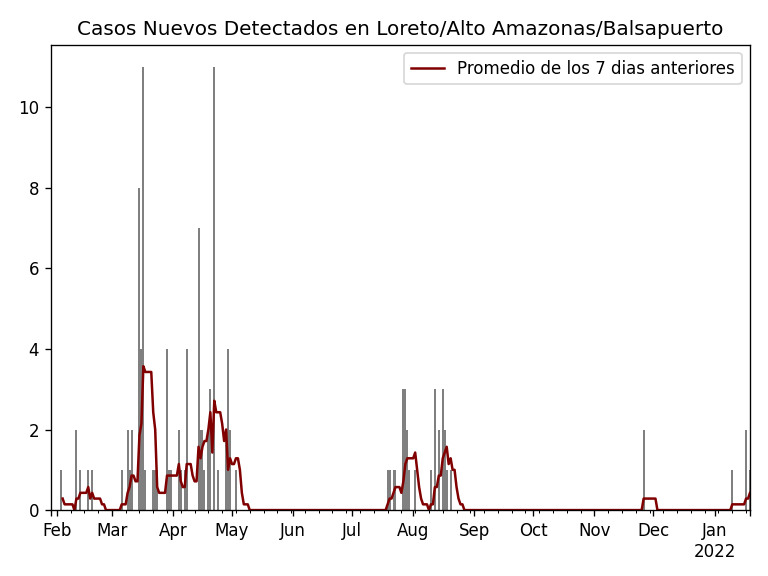 Casos Nuevos Detectados en Loreto/Alto Amazonas/Balsapuerto
Promedio de los 7 dias anteriores
10
8
6
4
2
0
Feb Mar Apr May Jun Jul Aug Sep Oct Nov Dec Jan
2022